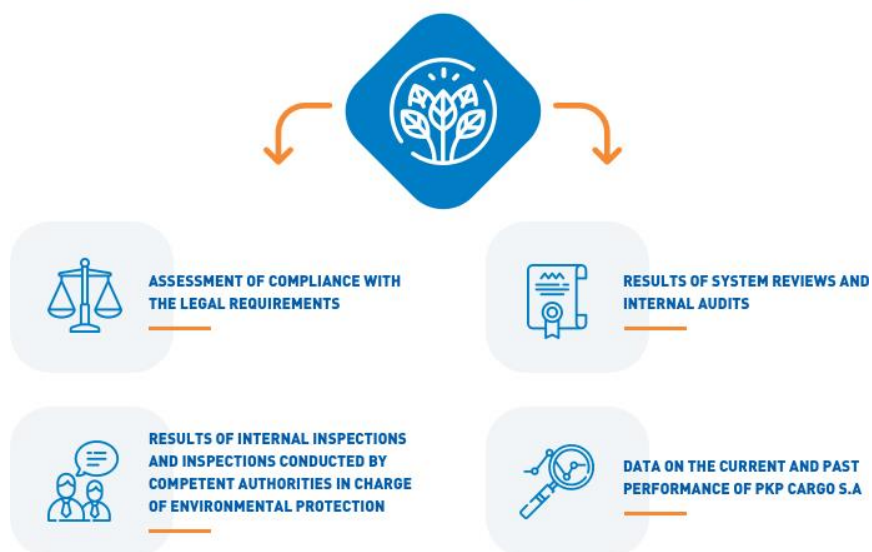 ASSESSMENT OF COMPLIANCE WITH
THE LEGAL REQUIREMENTS
RESULTS OF SYSTEM REVIEWS AND
INTERNAL AUDITS
RESULTS OF INTERNAL INSPECTIONS
AND INSPECTIONS CONDUCTED BY
COMPETENT AUTHORITIES IN CHARGE
OF ENVIRONMENTAL PROTECTION
DATA ON THE CURRENT AND PAST
PERFORMANCE OF PKP CARGO S.A